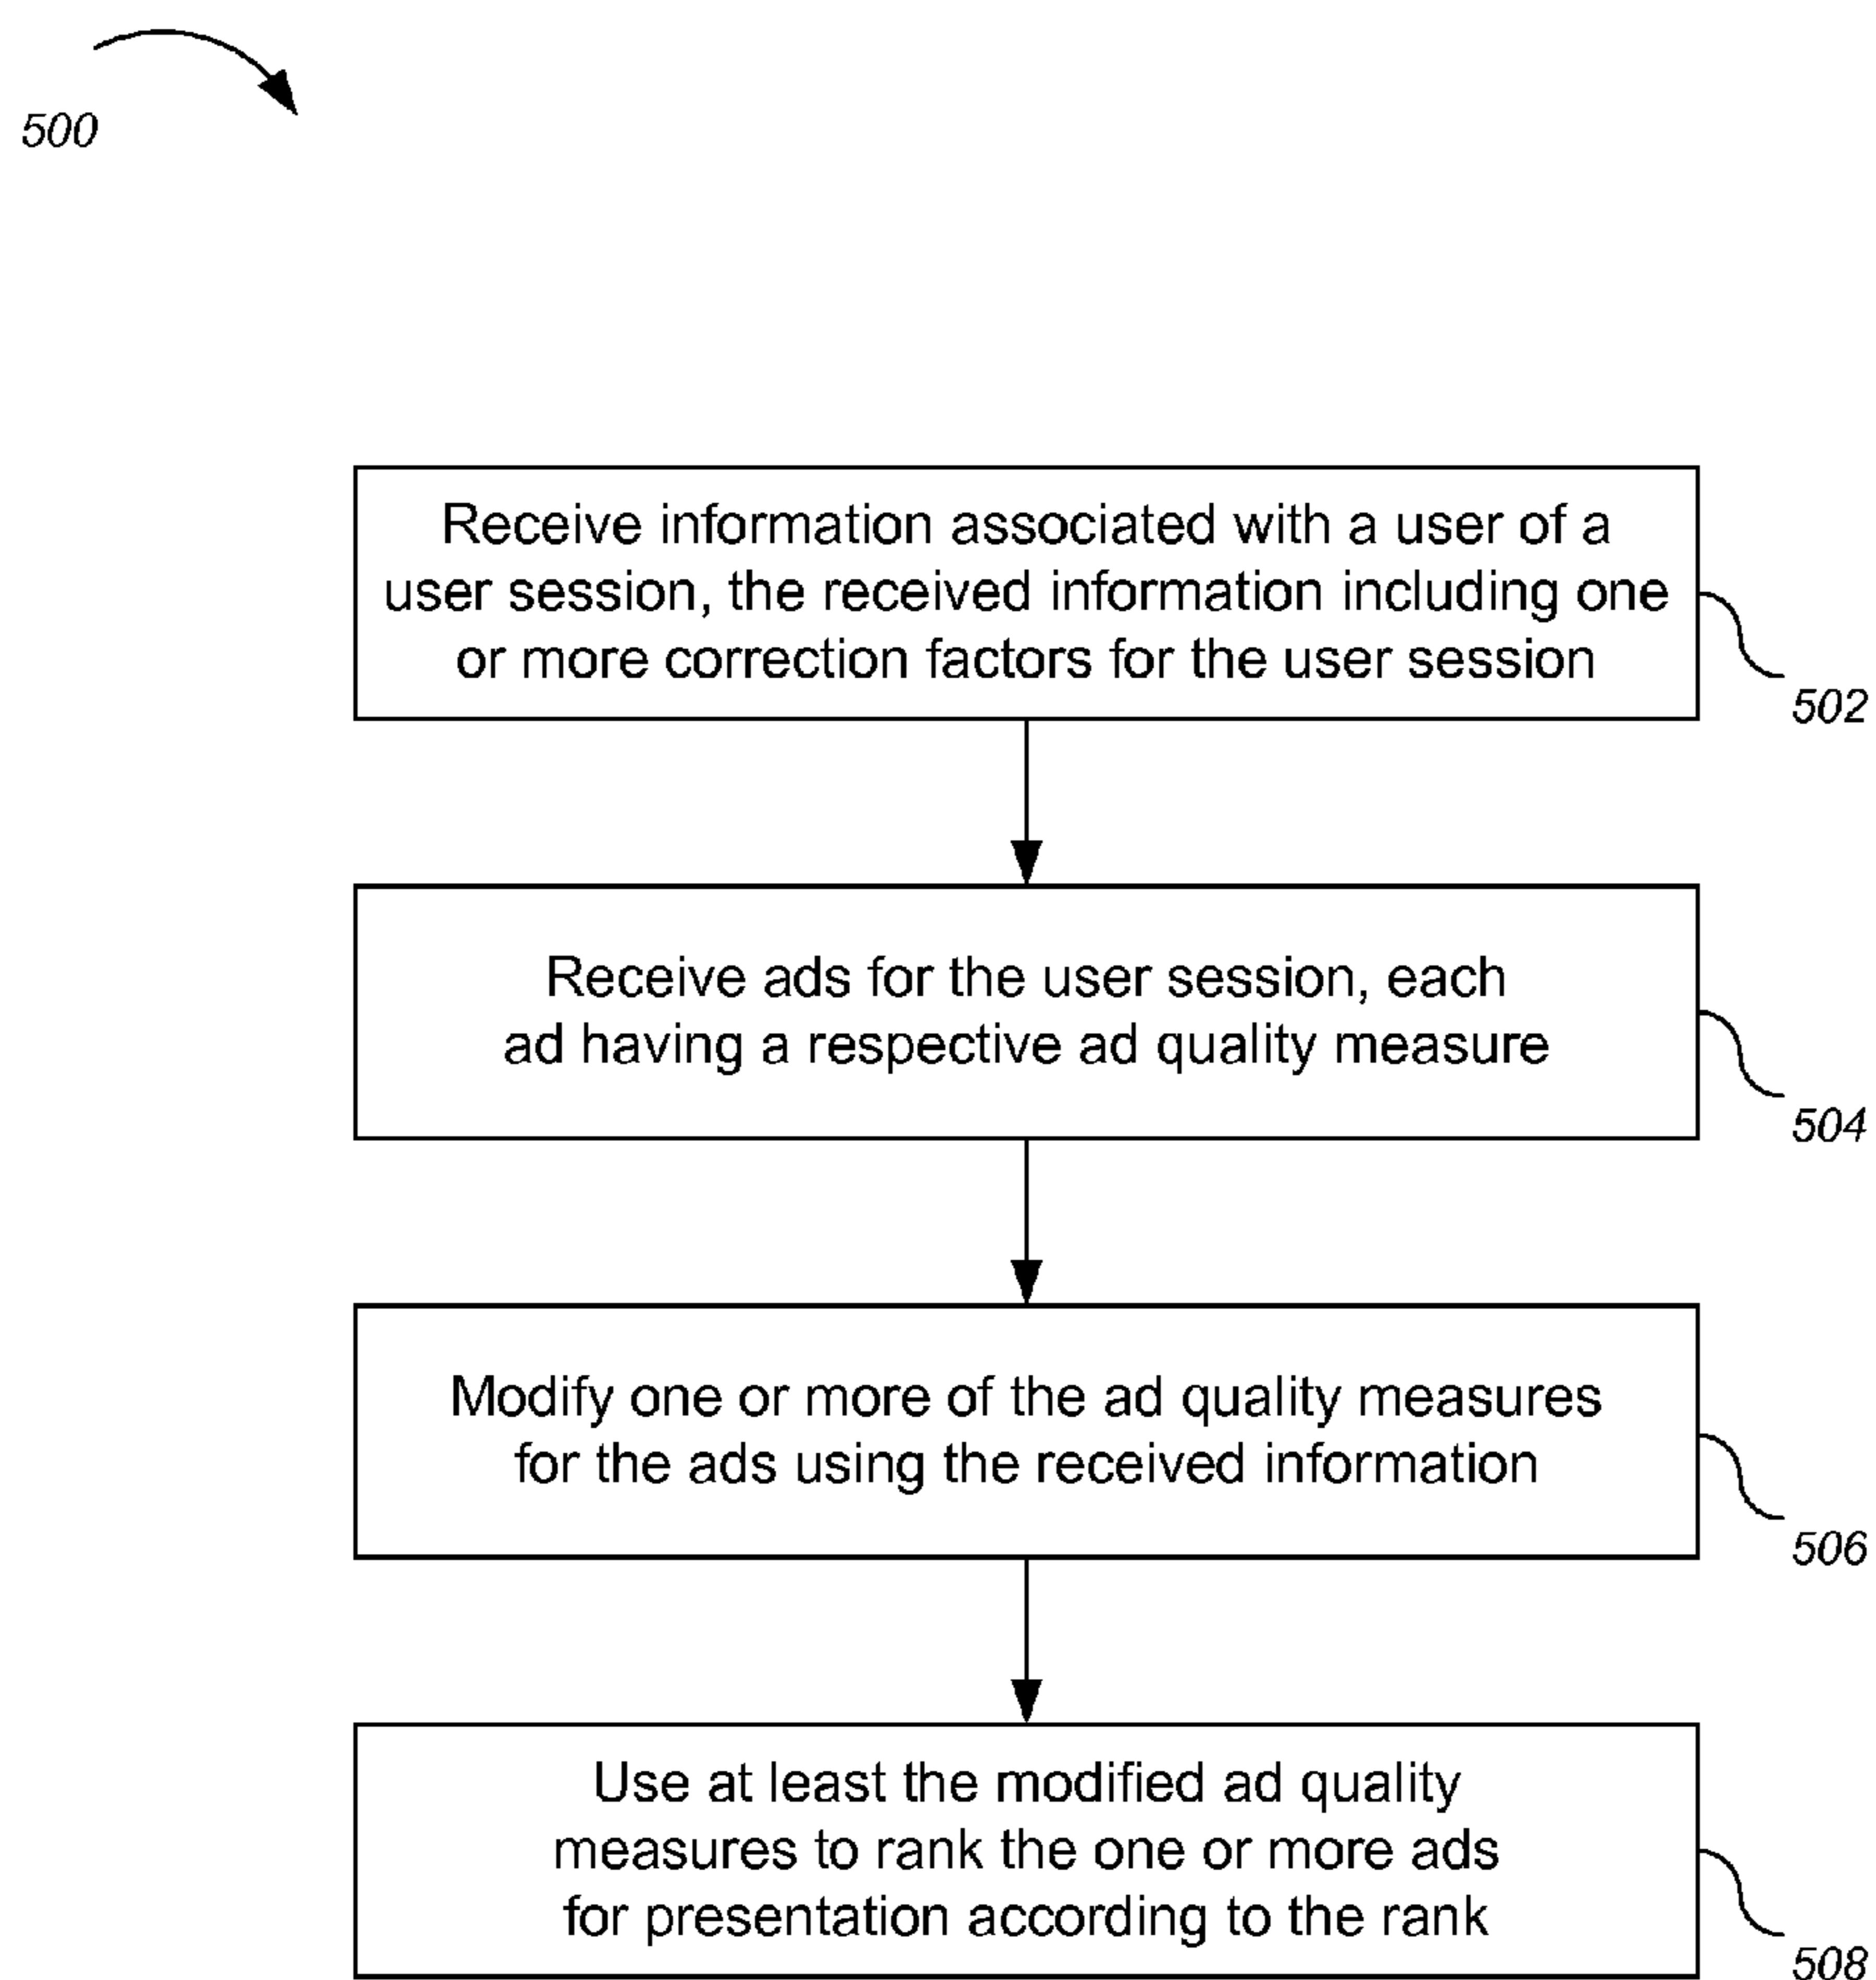 500
Receive information associated with a user of a
user session, the received information including one
or more correction factors for the user session
502
Receive ads for the user session, each
ad having a respective ad quality measure
504
Modify one or more of the ad quality measures
for the ads using the received information
506
Use at least the modified ad quality
measures to rank the one or more ads
for presentation according to the rank
508